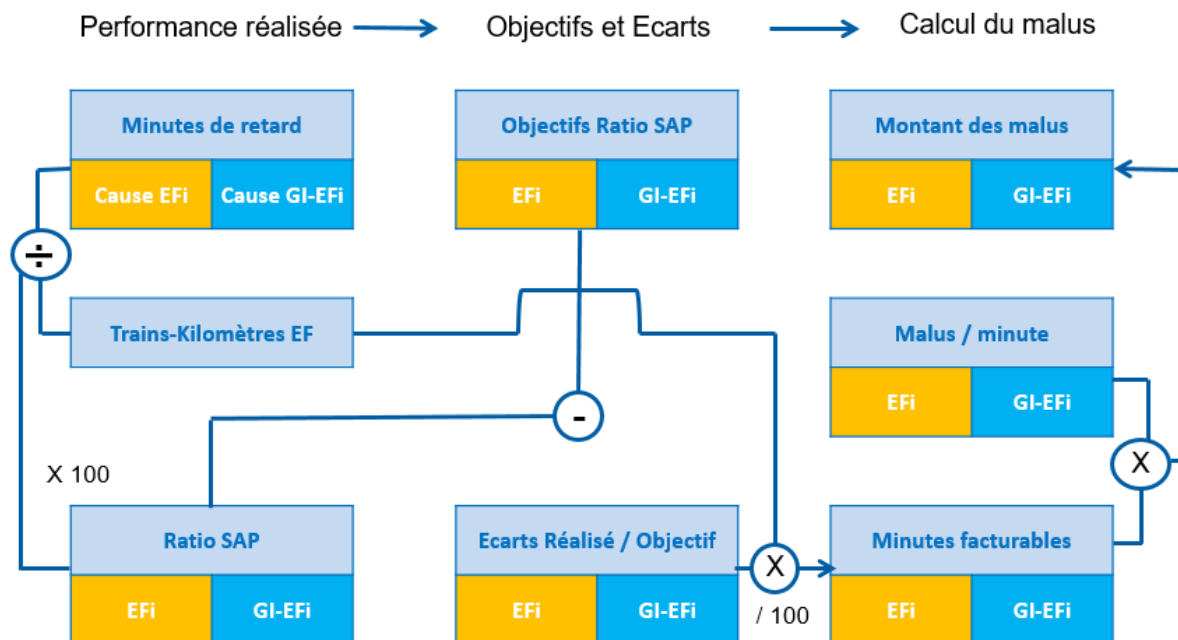 Performance réalisée Objectifs et Ecarts Calcul du malus
Minutes de retard Objectifs Ratio SAP Montant des malus
Cause EFi Cause GI-EFi EFi GI-EFi EFi GI-EFi
÷
Trains-Kilomètres EF Malus / minute
EFi GI-EFi
-
X 100 X
Ratio SAP Ecarts Réalisé / Objectif Minutes facturables
X
EFi GI-EFi EFi GI-EFi / 100 EFi GI-EFi